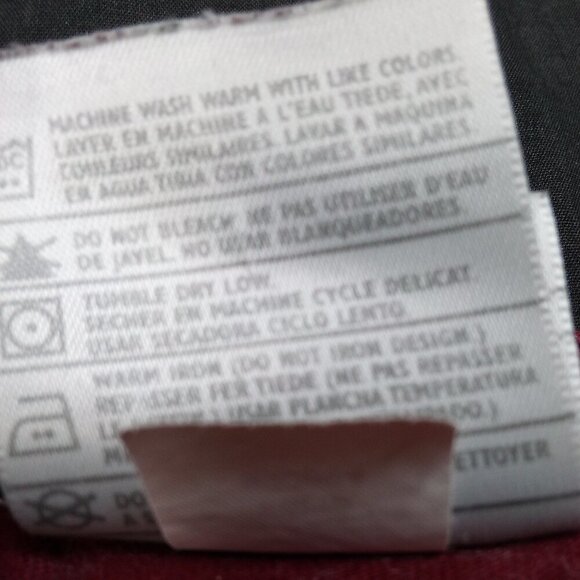 MACHINE WASH WARM WITH LIKE COLORS.
LAVER EN MACHINE À L'EAU TIEDE, AVEC
COULEURS SIMILAIRES. LAVAR A MAQUINA
EN AGUA TIBIA CON COLORES SIMILARES.
DO NOT BLEACH. NE PAS UTILISER D'EAU
DE JAVEL. NO USAR BLANQUEADORES.
TUMBLE DRY LOW.
SECHER EN MACHINE CYCLE DELICAT.
USAR SECADORA CICLO LENTO.
WARM IRON (DO NOT IRON DESIGN.)
REPASSER FER TIEDE (NE PAS REPASSER
USAR PLANCHA TEMPERATURA
DO
ETTOYER